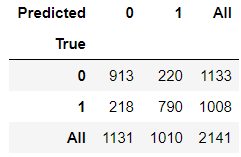 Predicted 0 1 All
True
0 913 220 1133
1 218 790 1008
All 1131 1010 2141